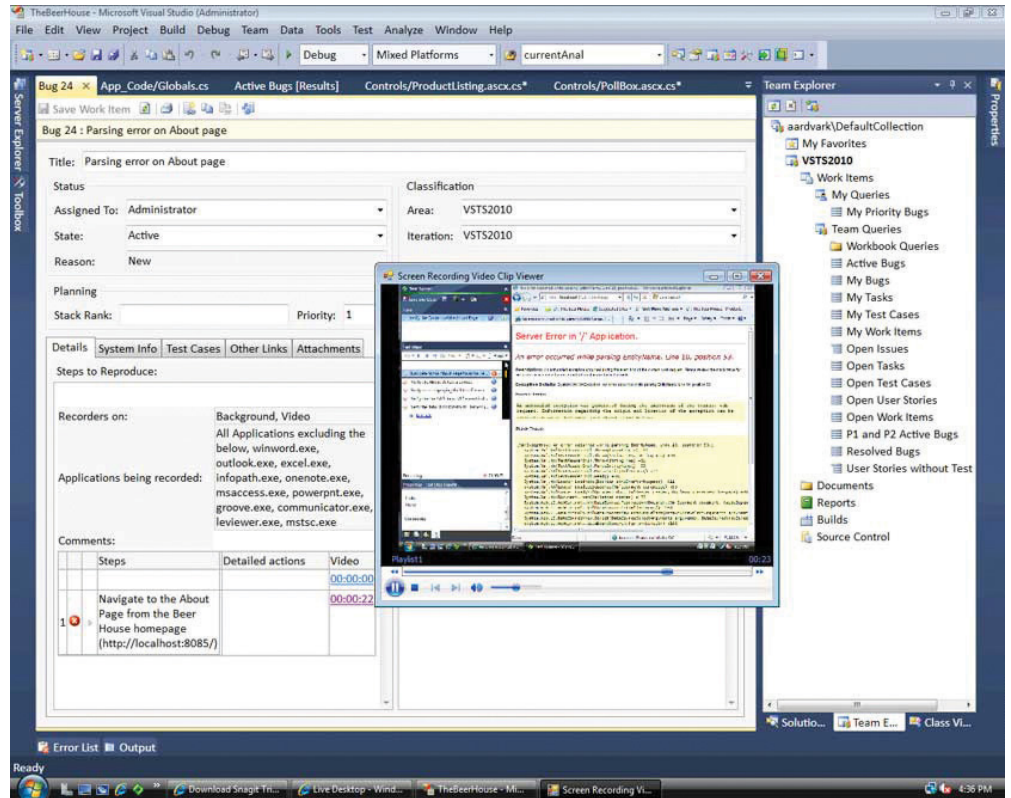 TheBeerHouse - Microsoft Visual Studio (Administrator)
File Edit View Project Build Debug Team Data Tools Test Analyze Window Help
Debug Mixed Platforms currentAnal
Bug 24 App_Code/Globals.cs Active Bugs [Results] Controls/ProductListing.ascx.cs* Controls/PollBox.ascx.cs*
Save Work Item
Bug 24 : Parsing error on About page
Title: Parsing error on About page
Status
Assigned To: Administrator
State: Active
Reason: New
Classification
Area: VSTS2010
Iteration: VSTS2010
Planning
Stack Rank: Priority: 1
Details System Info Test Cases Other Links Attachments
Steps to Reproduce:
Recorders on: Background, Video
Applications being recorded:
All Applications excluding the
below, winword.exe,
outlook.exe, excel.exe,
infopath.exe, onenote.exe,
msaccess.exe, powerpnt.exe,
groove.exe, communicator.exe,
leviewer.exe, mstsc.exe
Comments:
Steps Detailed actions Video
00:00:00
1 Navigate to the About
Page from the Beer
House homepage
(http://localhost:8085/)
00:00:22
Screen Recording Video Clip Viewer
Server Error in '/' Application.
An error occurred while parsing EntityName. Line 10, position 53.
Stack Trace:
Playlist1 00:23
Server Explorer
Toolbox
Team Explorer
aardvark\DefaultCollection
My Favorites
VSTS2010
Work Items
My Queries
My Priority Bugs
Team Queries
Workbook Queries
Active Bugs
My Bugs
My Tasks
My Test Cases
My Work Items
Open Issues
Open Tasks
Open Test Cases
Open User Stories
Open Work Items
P1 and P2 Active Bugs
Resolved Bugs
User Stories without Test
Documents
Reports
Builds
Source Control
Properties
Solutio... Team E... Class Vi...
Error List Output
Ready
Download Snagit Tri... Live Desktop - Wind... TheBeerHouse - Mi... Screen Recording Vi... 4:36 PM